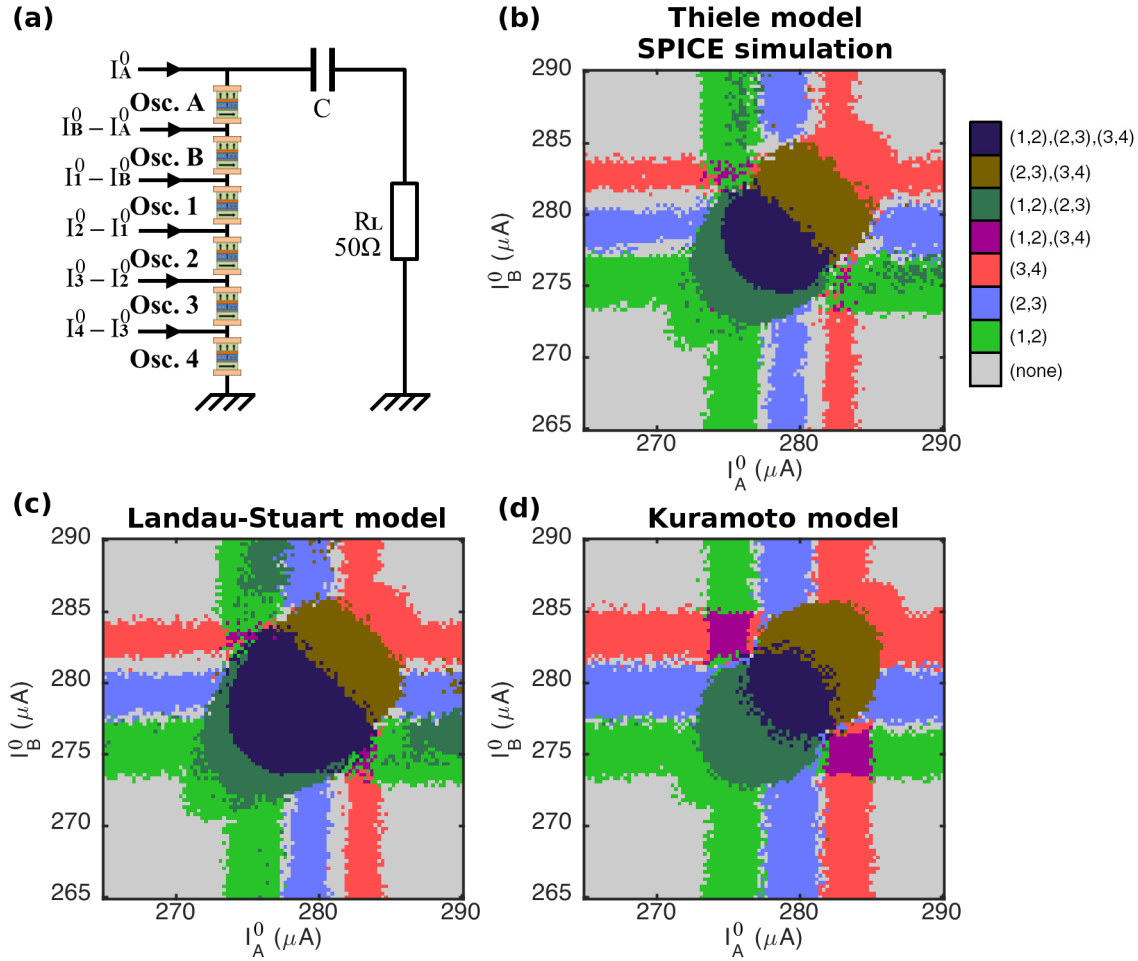 (a)
I⁰A
Osc. A
I⁰B – I⁰A
Osc. B
I⁰1 – I⁰B
Osc. 1
I⁰2 – I⁰1
Osc. 2
I⁰3 – I⁰2
Osc. 3
I⁰4 – I⁰3
Osc. 4
C
RL
50Ω
(b)
Thiele model
SPICE simulation
290
285
280
275
270
265
I⁰B (μA)
270
280
290
I⁰A (μA)
(1,2),(2,3),(3,4)
(2,3),(3,4)
(1,2),(2,3)
(1,2),(3,4)
(3,4)
(2,3)
(1,2)
(none)
(c)
Landau-Stuart model
290
285
280
275
270
265
I⁰B (μA)
270
280
290
I⁰A (μA)
(d)
Kuramoto model
290
285
280
275
270
265
I⁰B (μA)
270
280
290
I⁰A (μA)